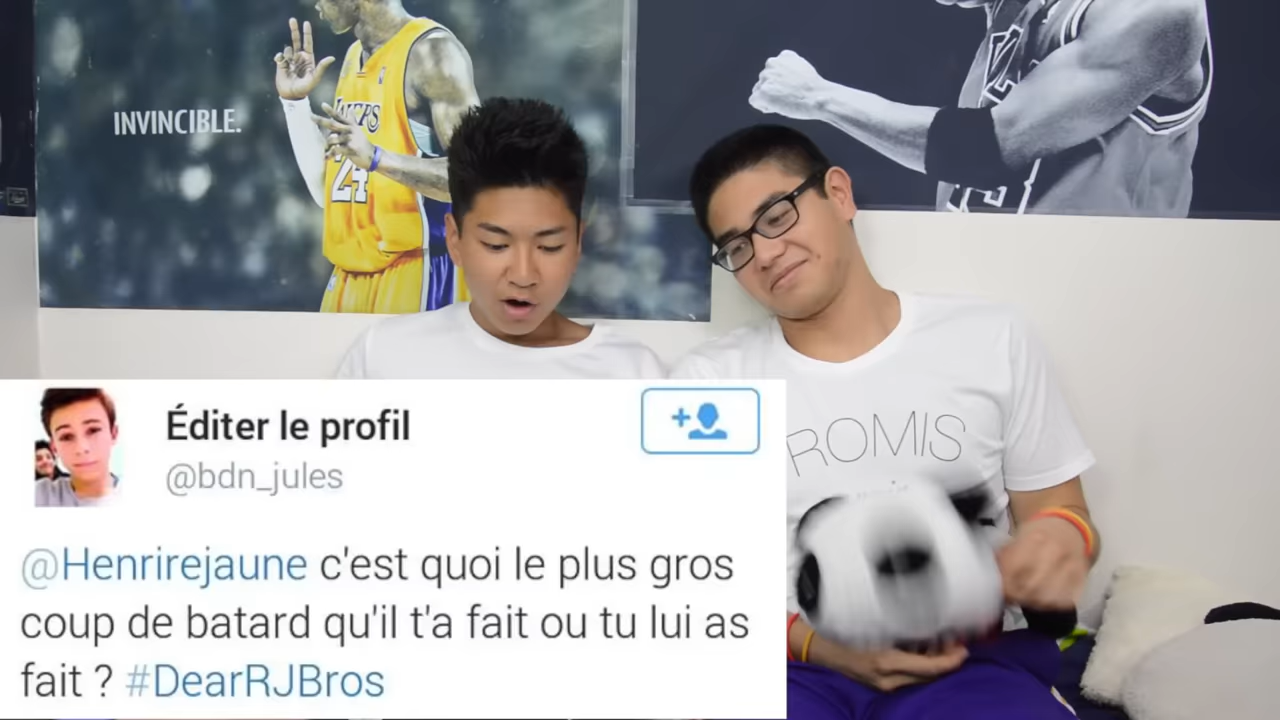 INVINCIBLE.
LAKERS
24
ROMIS
Éditer le profil
@bdn_jules
@Henrirejaune c'est quoi le plus gros
coup de batard qu'il t'a fait ou tu lui as
fait ? #DearRJBros